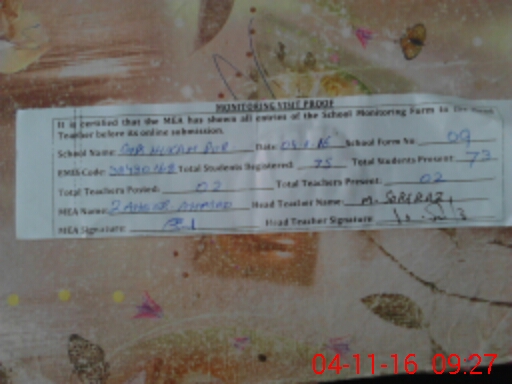 MONITORING VISIT PROOF
It is certified that the MEA has shown all entries of the School Monitoring Form to the Head
Teacher before its online submission.
School Name: Date: School Form No: 09
EMIS Code: Total Students Registered: 75 Total Students Present: 73
Total Teachers Posted: 02 Total Teachers Present: 02
MEA Name: AHMAD Head Teacher Name: M.
MEA Signature: Head Teacher Signature:
04-11-16 09:27